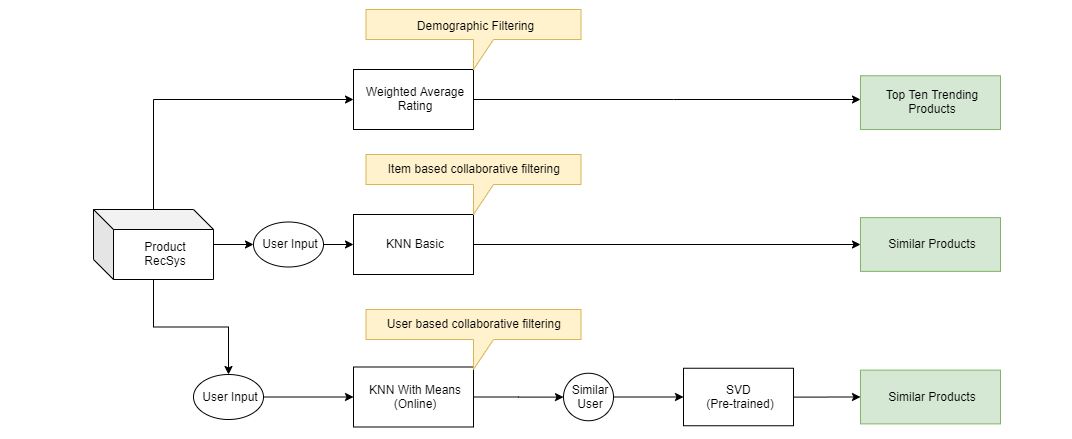 Demographic Filtering
Weighted Average
Rating
Top Ten Trending
Products
Item based collaborative filtering
Product
RecSys
User Input
KNN Basic
Similar Products
User based collaborative filtering
User Input
KNN With Means
(Online)
Similar
User
SVD
(Pre-trained)
Similar Products